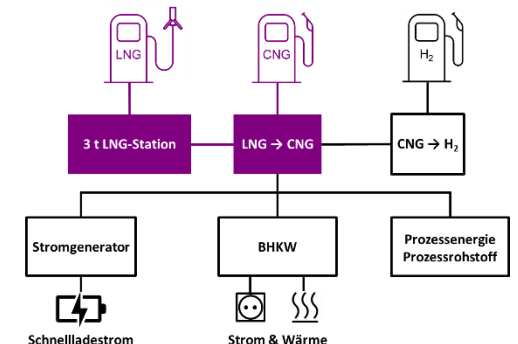 LNG
CNG
H₂
3 t LNG-Station
LNG → CNG
CNG → H₂
Stromgenerator
BHKW
Prozessenergie
Prozessrohstoff
Schnellladestrom
Strom & Wärme